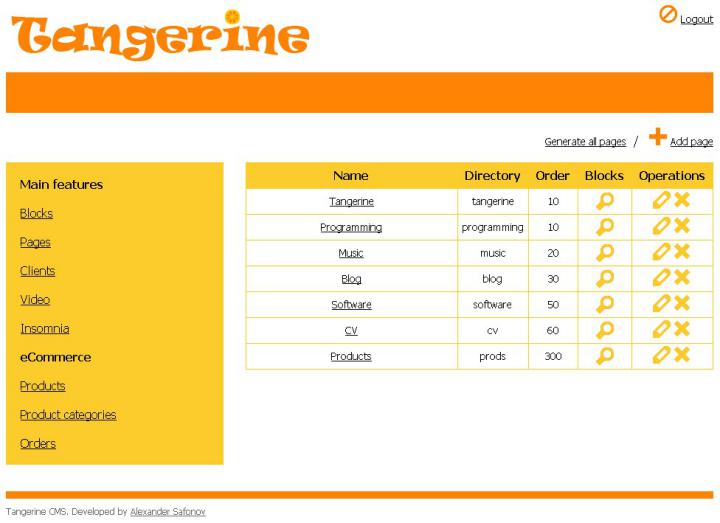 Tangerine
Logout
Generate all pages / Add page
Main features
Blocks
Pages
Clients
Video
Insomnia
eCommerce
Products
Product categories
Orders
Name Directory Order Blocks Operations
Tangerine tangerine 10
Programming programming 10
Music music 20
Blog blog 30
Software software 50
CV cv 60
Products prods 300
Tangerine CMS. Developed by Alexander Safonov